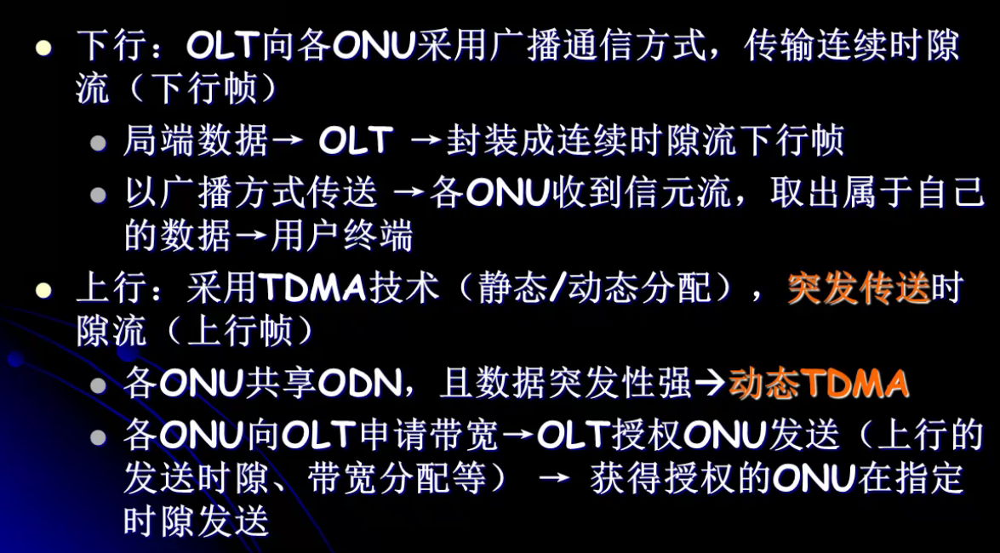 下行：OLT向各ONU采用广播通信方式，传输连续时隙
流（下行帧）
局端数据→ OLT →封装成连续时隙流下行帧
以广播方式传送 →各ONU收到信元流，取出属于自己
的数据→用户终端
上行：采用TDMA技术（静态/动态分配），突发传送时
隙流（上行帧）
各ONU共享ODN，且数据突发性强→动态TDMA
各ONU向OLT申请带宽→OLT授权ONU发送（上行的
发送时隙、带宽分配等） → 获得授权的ONU在指定
时隙发送